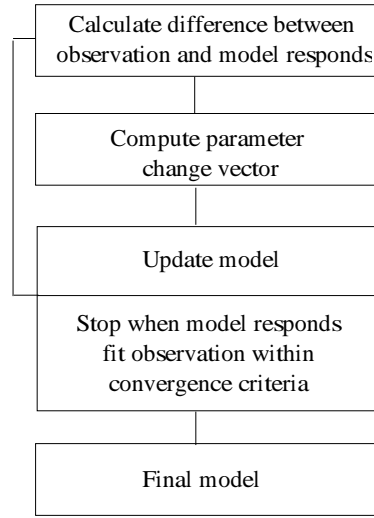 Calculate difference between
observation and model responds
Compute parameter
change vector
Update model
Stop when model responds
fit observation within
convergence criteria
Final model